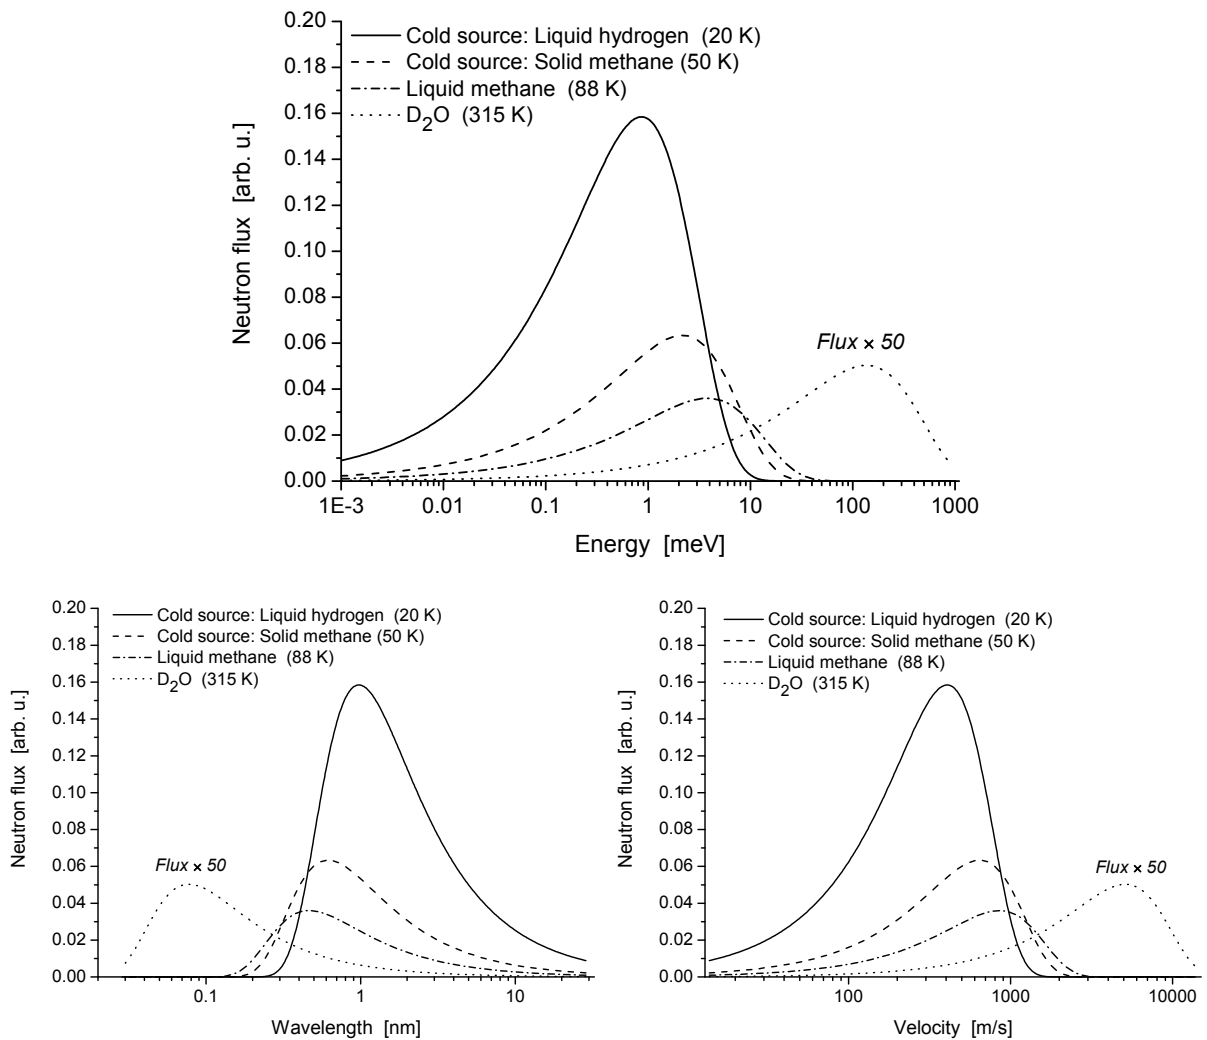 0.20
0.18
0.16
0.14
0.12
0.10
0.08
0.06
0.04
0.02
0.00
Neutron flux [arb. u.]
Cold source: Liquid hydrogen (20 K)
Cold source: Solid methane (50 K)
Liquid methane (88 K)
D2O (315 K)
Flux × 50
1E-3 0.01 0.1 1 10 100 1000
Energy [meV]
0.20
0.18
0.16
0.14
0.12
0.10
0.08
0.06
0.04
0.02
0.00
Neutron flux [arb. u.]
Cold source: Liquid hydrogen (20 K)
Cold source: Solid methane (50 K)
Liquid methane (88 K)
D2O (315 K)
Flux × 50
0.1 1 10
Wavelength [nm]
0.20
0.18
0.16
0.14
0.12
0.10
0.08
0.06
0.04
0.02
0.00
Neutron flux [arb. u.]
Cold source: Liquid hydrogen (20 K)
Cold source: Solid methane (50 K)
Liquid methane (88 K)
D2O (315 K)
Flux × 50
100 1000 10000
Velocity [m/s]